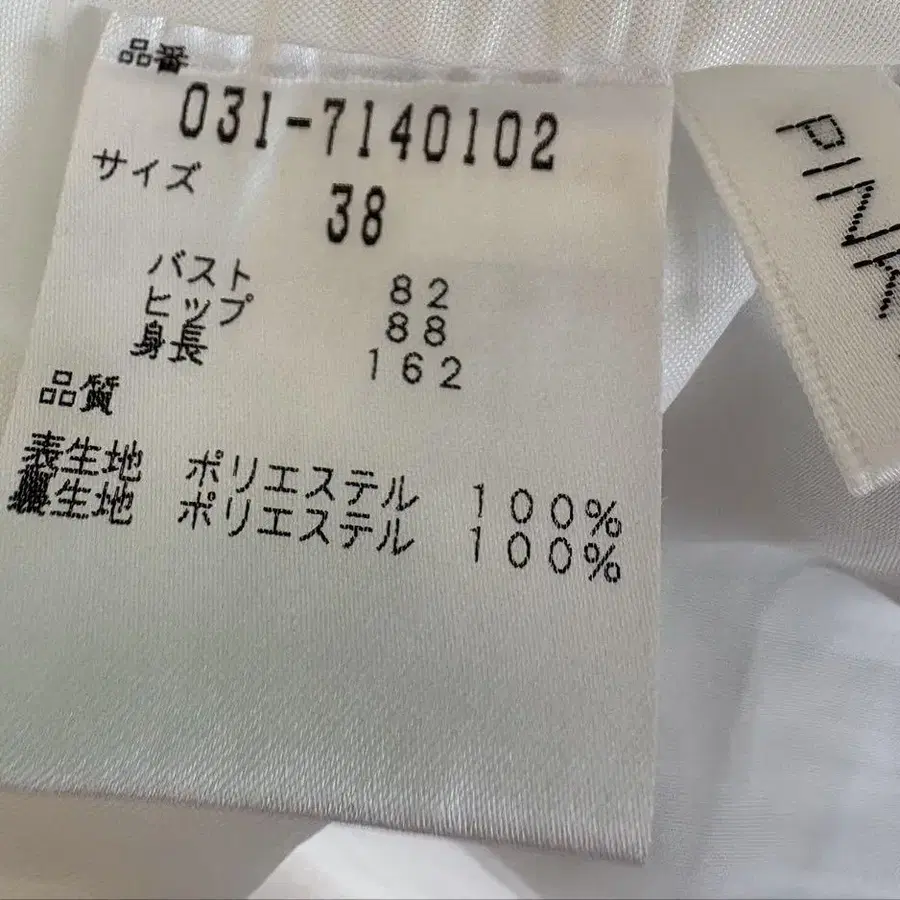 品番
031-7140102
サイズ
38
バスト 82
ヒップ 88
身長 162
品質
表生地 ポリエステル 100%
裏生地 ポリエステル 100%
PINK